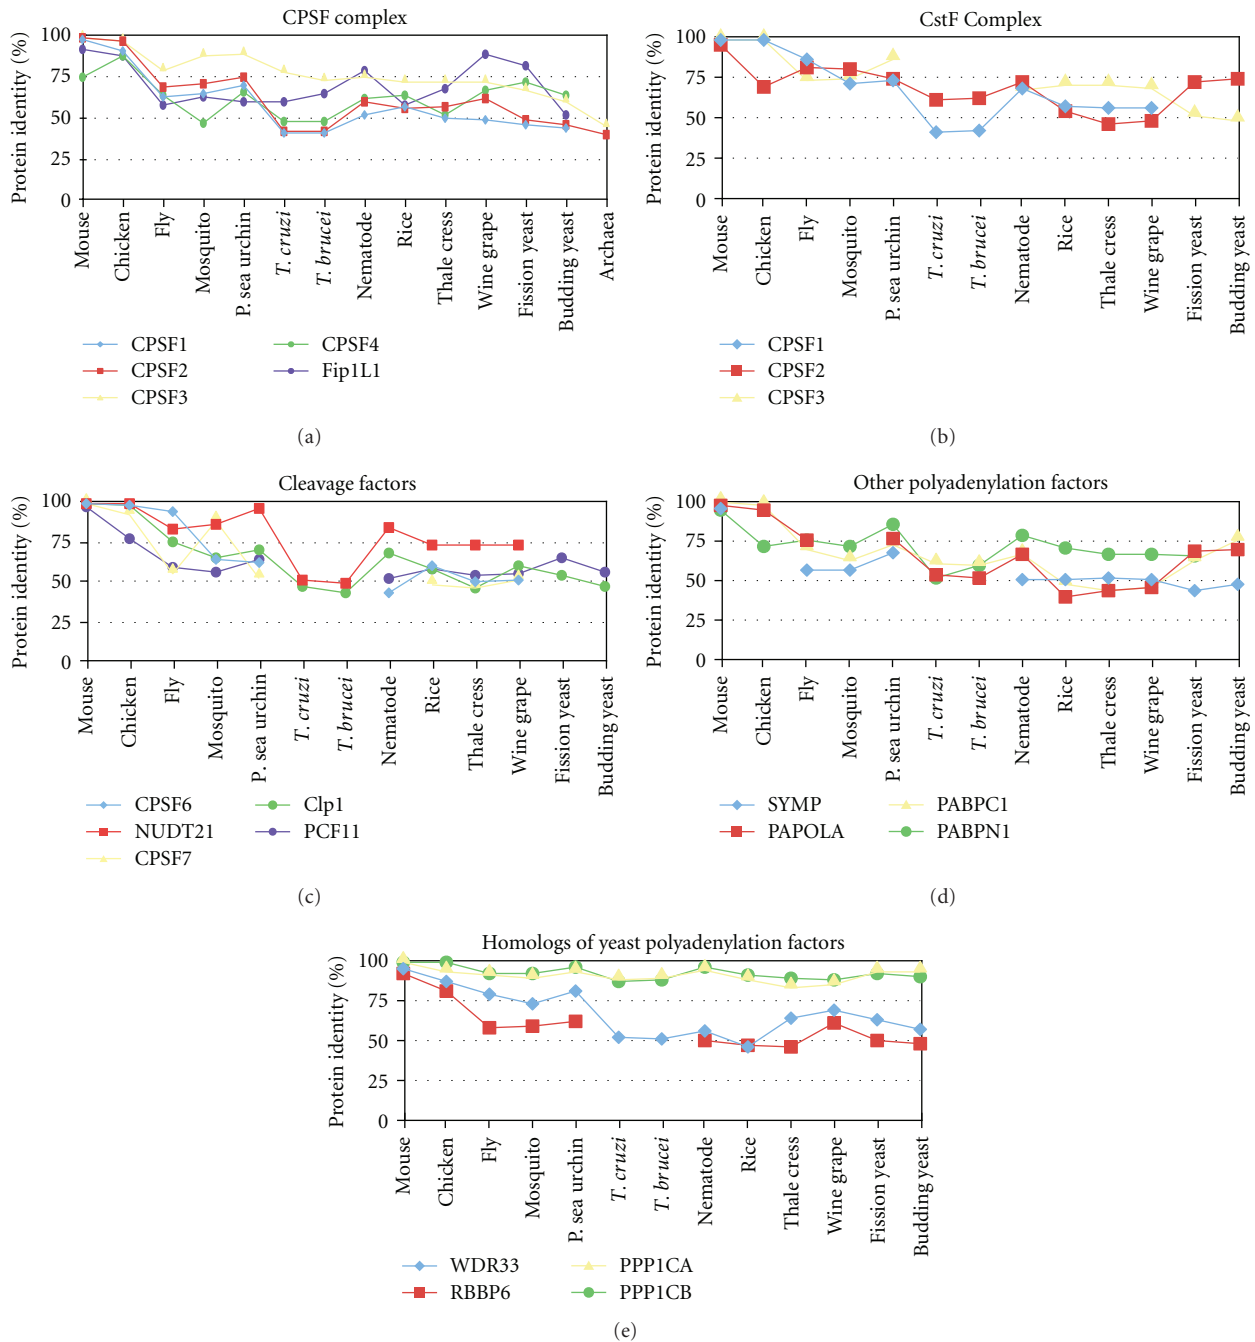 CPSF complex
Protein identity (%)
100
75
50
25
0
Mouse
Chicken
Fly
Mosquito
P. sea urchin
T. cruzi
T. brucei
Nematode
Rice
Thale cress
Wine grape
Fission yeast
Budding yeast
Archaea
CPSF1
CPSF2
CPSF3
CPSF4
Fip1L1
(a)
CstF Complex
Protein identity (%)
100
75
50
25
0
Mouse
Chicken
Fly
Mosquito
P. sea urchin
T. cruzi
T. brucei
Nematode
Rice
Thale cress
Wine grape
Fission yeast
Budding yeast
CPSF1
CPSF2
CPSF3
(b)
Cleavage factors
Protein identity (%)
100
75
50
25
0
Mouse
Chicken
Fly
Mosquito
P. sea urchin
T. cruzi
T. brucei
Nematode
Rice
Thale cress
Wine grape
Fission yeast
Budding yeast
CPSF6
NUDT21
CPSF7
Clp1
PCF11
(c)
Other polyadenylation factors
Protein identity (%)
100
75
50
25
0
Mouse
Chicken
Fly
Mosquito
P. sea urchin
T. cruzi
T. brucei
Nematode
Rice
Thale cress
Wine grape
Fission yeast
Budding yeast
SYMP
PAPOLA
PABPC1
PABPN1
(d)
Homologs of yeast polyadenylation factors
Protein identity (%)
100
75
50
25
0
Mouse
Chicken
Fly
Mosquito
P. sea urchin
T. cruzi
T. brucei
Nematode
Rice
Thale cress
Wine grape
Fission yeast
Budding yeast
WDR33
RBBP6
PPP1CA
PPP1CB
(e)